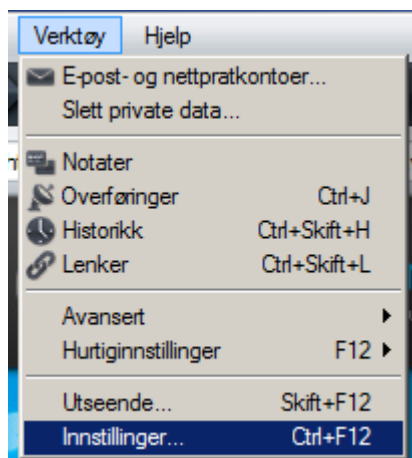 Verktøy Hjelp
E-post- og nettpratkontoer...
Slett private data...
Notater
Overføringer Ctrl+J
Historikk Ctrl+Skift+H
Lenker Ctrl+Skift+L
Avansert
Hurtiginnstillinger F12
Utseende... Skift+F12
Innstillinger... Ctrl+F12